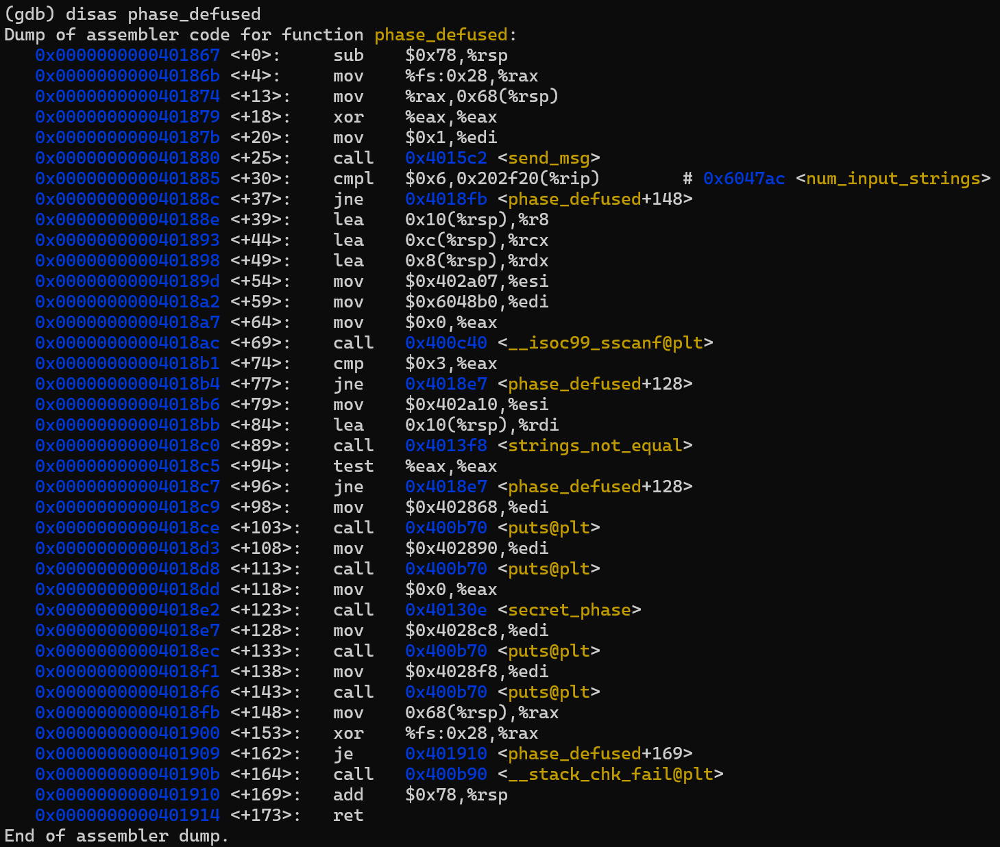 (gdb) disas phase_defused
Dump of assembler code for function phase_defused:
   0x0000000000401867 <+0>:     sub    $0x78,%rsp
   0x000000000040186b <+4>:     mov    %fs:0x28,%rax
   0x0000000000401874 <+13>:    mov    %rax,0x68(%rsp)
   0x0000000000401879 <+18>:    xor    %eax,%eax
   0x000000000040187b <+20>:    mov    $0x1,%edi
   0x0000000000401880 <+25>:    call   0x4015c2 <send_msg>
   0x0000000000401885 <+30>:    cmpl   $0x6,0x202f20(%rip)        # 0x6047ac <num_input_strings>
   0x000000000040188c <+37>:    jne    0x4018fb <phase_defused+148>
   0x000000000040188e <+39>:    lea    0x10(%rsp),%r8
   0x0000000000401893 <+44>:    lea    0xc(%rsp),%rcx
   0x0000000000401898 <+49>:    lea    0x8(%rsp),%rdx
   0x000000000040189d <+54>:    mov    $0x402a07,%esi
   0x00000000004018a2 <+59>:    mov    $0x6048b0,%edi
   0x00000000004018a7 <+64>:    mov    $0x0,%eax
   0x00000000004018ac <+69>:    call   0x400c40 <__isoc99_sscanf@plt>
   0x00000000004018b1 <+74>:    cmp    $0x3,%eax
   0x00000000004018b4 <+77>:    jne    0x4018e7 <phase_defused+128>
   0x00000000004018b6 <+79>:    mov    $0x402a10,%esi
   0x00000000004018bb <+84>:    lea    0x10(%rsp),%rdi
   0x00000000004018c0 <+89>:    call   0x4013f8 <strings_not_equal>
   0x00000000004018c5 <+94>:    test   %eax,%eax
   0x00000000004018c7 <+96>:    jne    0x4018e7 <phase_defused+128>
   0x00000000004018c9 <+98>:    mov    $0x402868,%edi
   0x00000000004018ce <+103>:   call   0x400b70 <puts@plt>
   0x00000000004018d3 <+108>:   mov    $0x402890,%edi
   0x00000000004018d8 <+113>:   call   0x400b70 <puts@plt>
   0x00000000004018dd <+118>:   mov    $0x0,%eax
   0x00000000004018e2 <+123>:   call   0x40130e <secret_phase>
   0x00000000004018e7 <+128>:   mov    $0x4028c8,%edi
   0x00000000004018ec <+133>:   call   0x400b70 <puts@plt>
   0x00000000004018f1 <+138>:   mov    $0x4028f8,%edi
   0x00000000004018f6 <+143>:   call   0x400b70 <puts@plt>
   0x00000000004018fb <+148>:   mov    0x68(%rsp),%rax
   0x0000000000401900 <+153>:   xor    %fs:0x28,%rax
   0x0000000000401909 <+162>:   je     0x401910 <phase_defused+169>
   0x000000000040190b <+164>:   call   0x400b90 <__stack_chk_fail@plt>
   0x0000000000401910 <+169>:   add    $0x78,%rsp
   0x0000000000401914 <+173>:   ret
End of assembler dump.